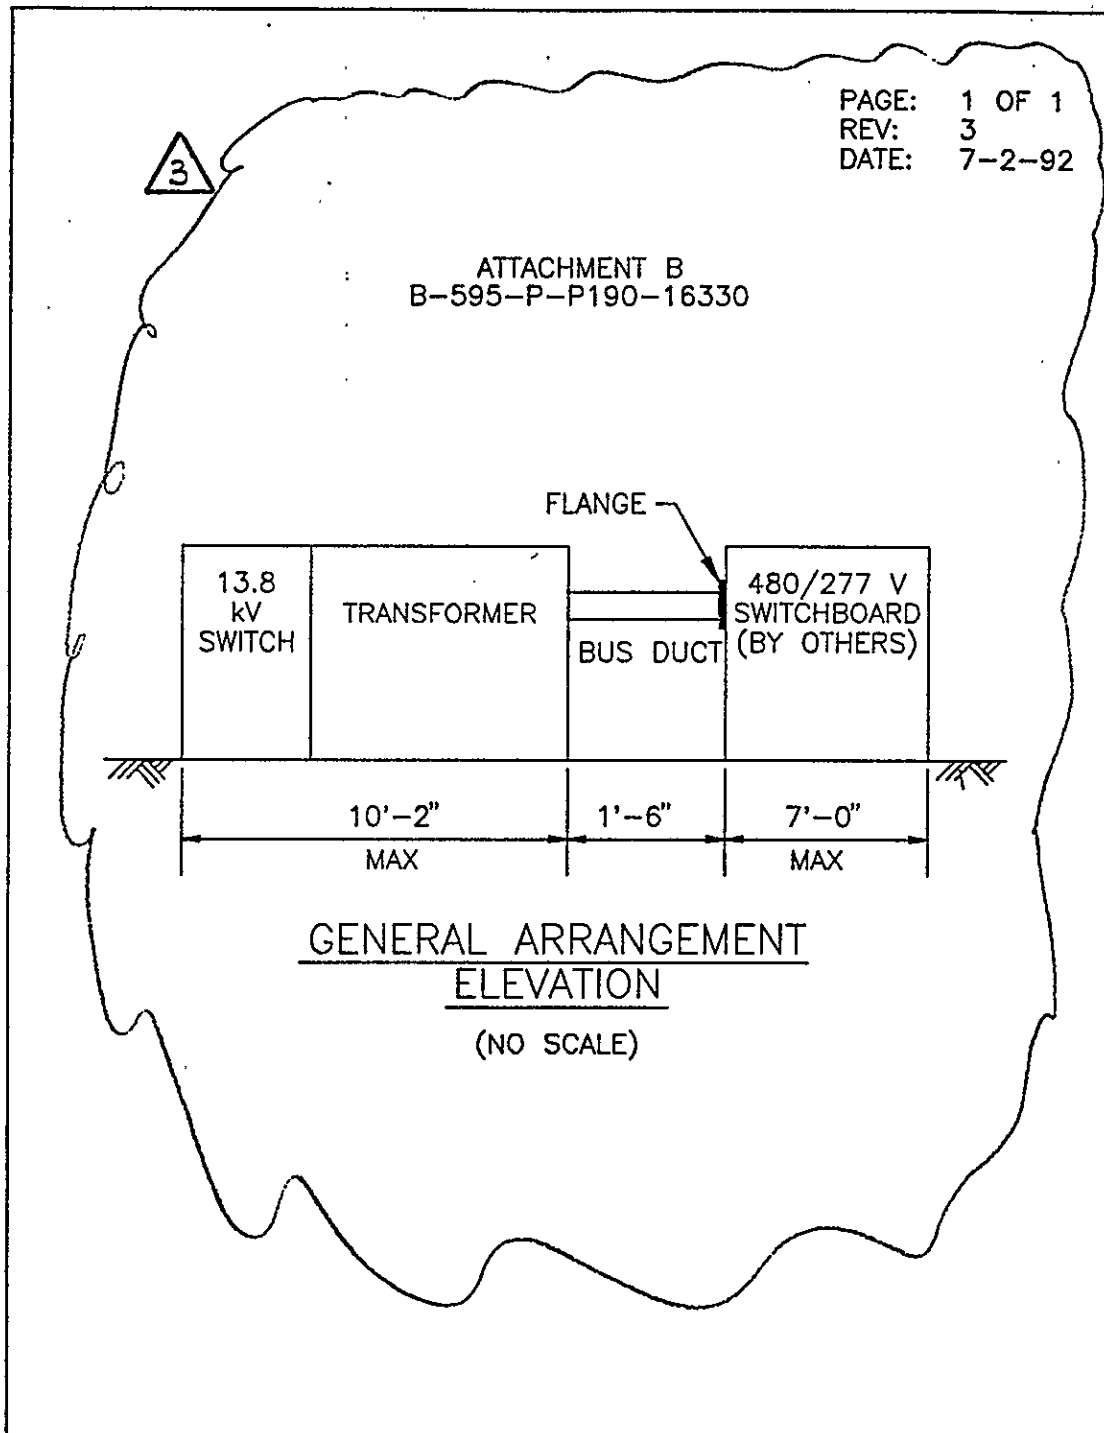 PAGE: 1 OF 1
REV: 3
DATE: 7-2-92
3
ATTACHMENT B
B-595-P-P190-16330
FLANGE
13.8
kV
SWITCH
TRANSFORMER
BUS DUCT
480/277 V
SWITCHBOARD
(BY OTHERS)
10'-2"
MAX
1'-6"
7'-0"
MAX
GENERAL ARRANGEMENT
ELEVATION
(NO SCALE)